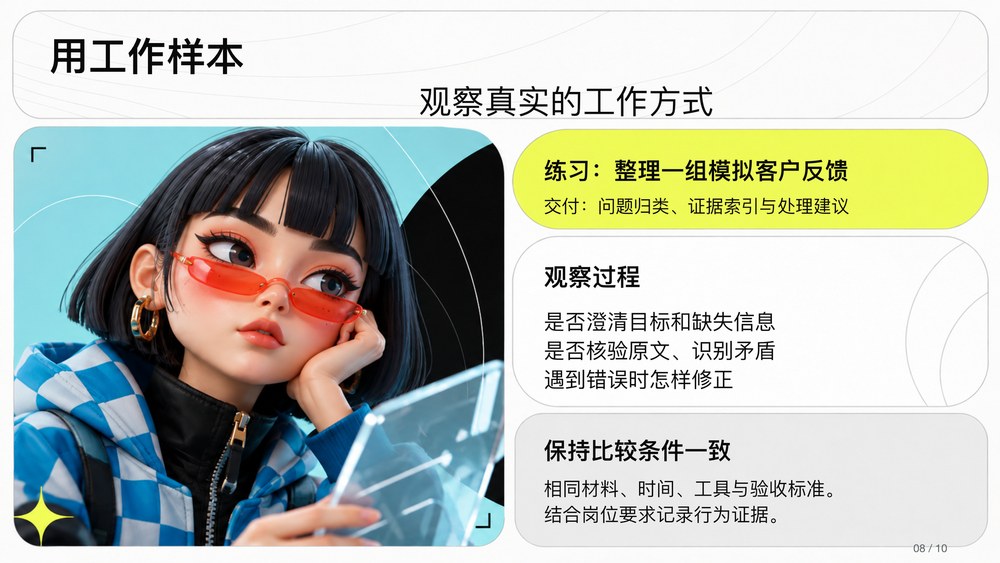 用工作样本
观察真实的工作方式
练习：整理一组模拟客户反馈
交付：问题归类、证据索引与处理建议
观察过程
是否澄清目标和缺失信息
是否核验原文、识别矛盾
遇到错误时怎样修正
保持比较条件一致
相同材料、时间、工具与验收标准。
结合岗位要求记录行为证据。
08 / 10